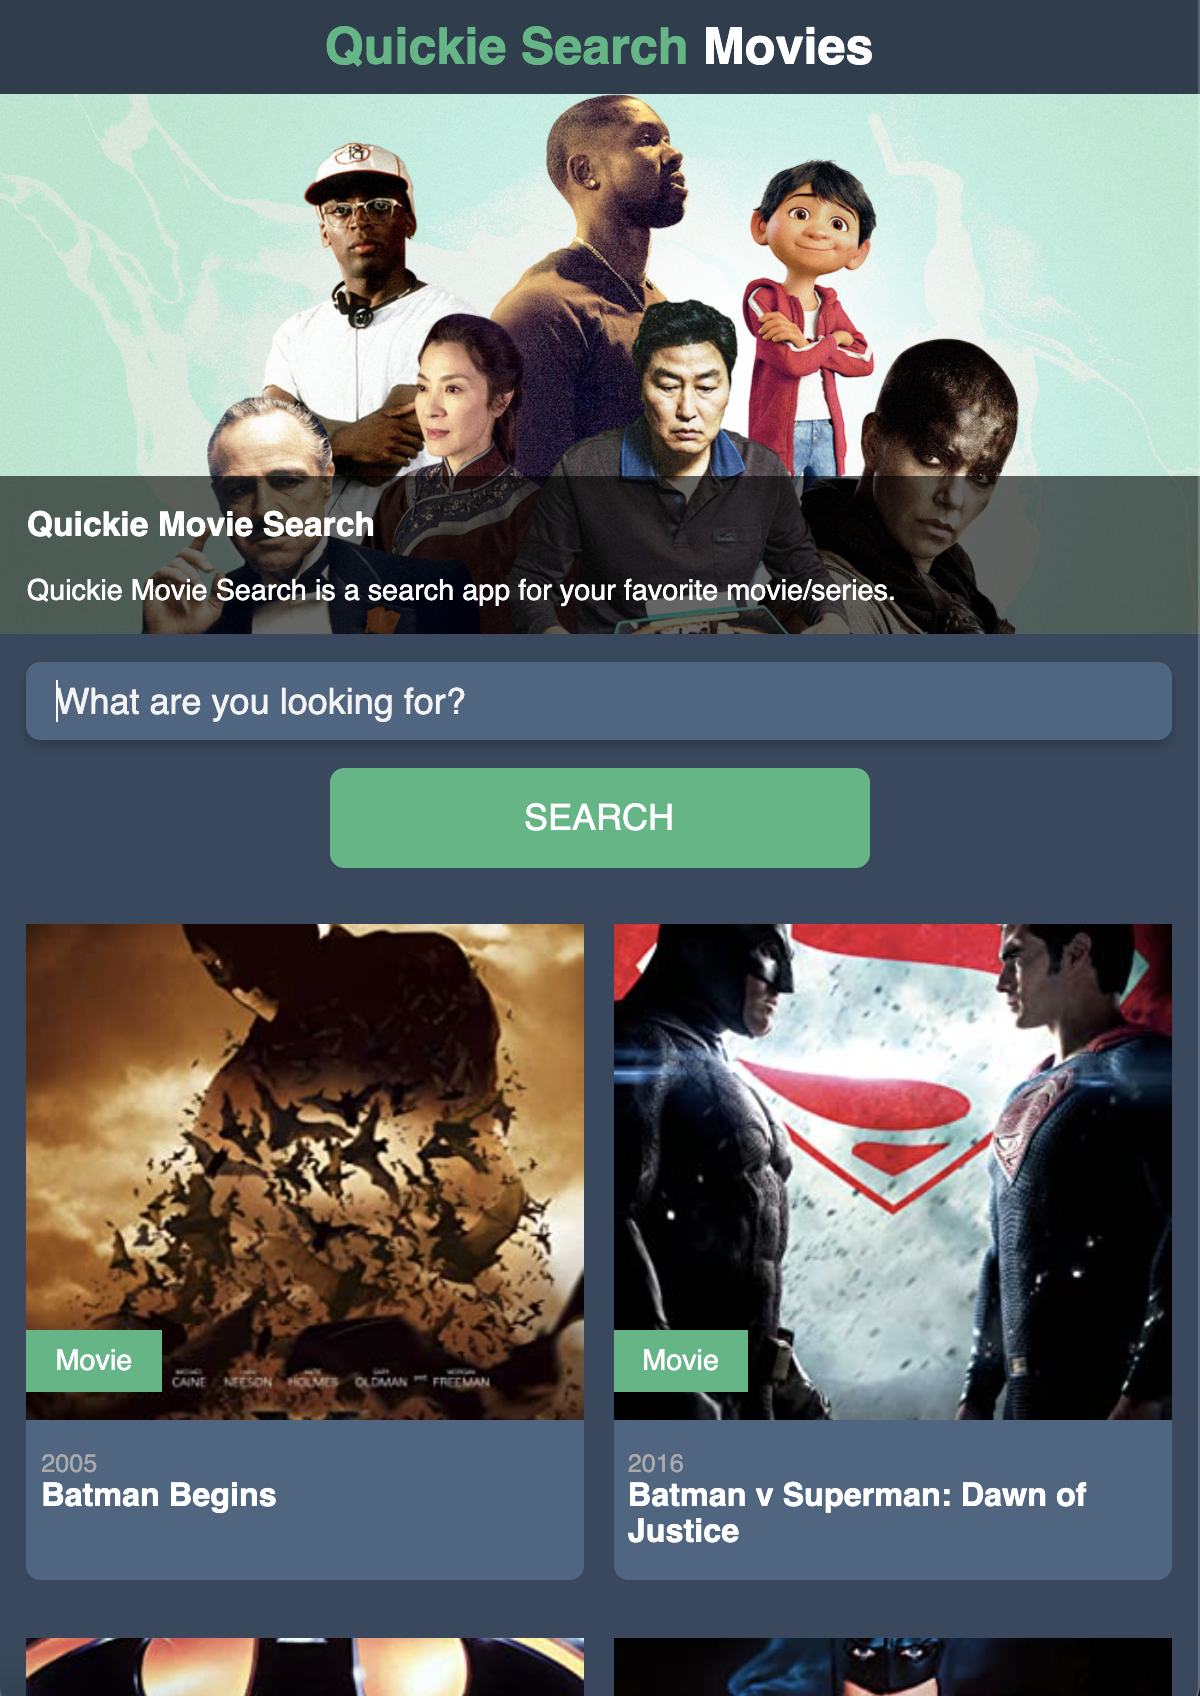 Quickie Search Movies
Quickie Movie Search
Quickie Movie Search is a search app for your favorite movie/series.
What are you looking for?
SEARCH
Movie
CAINE NEESON HOLMES OLDMAN and FREEMAN
Movie
2005
Batman Begins
2016
Batman v Superman: Dawn of
Justice